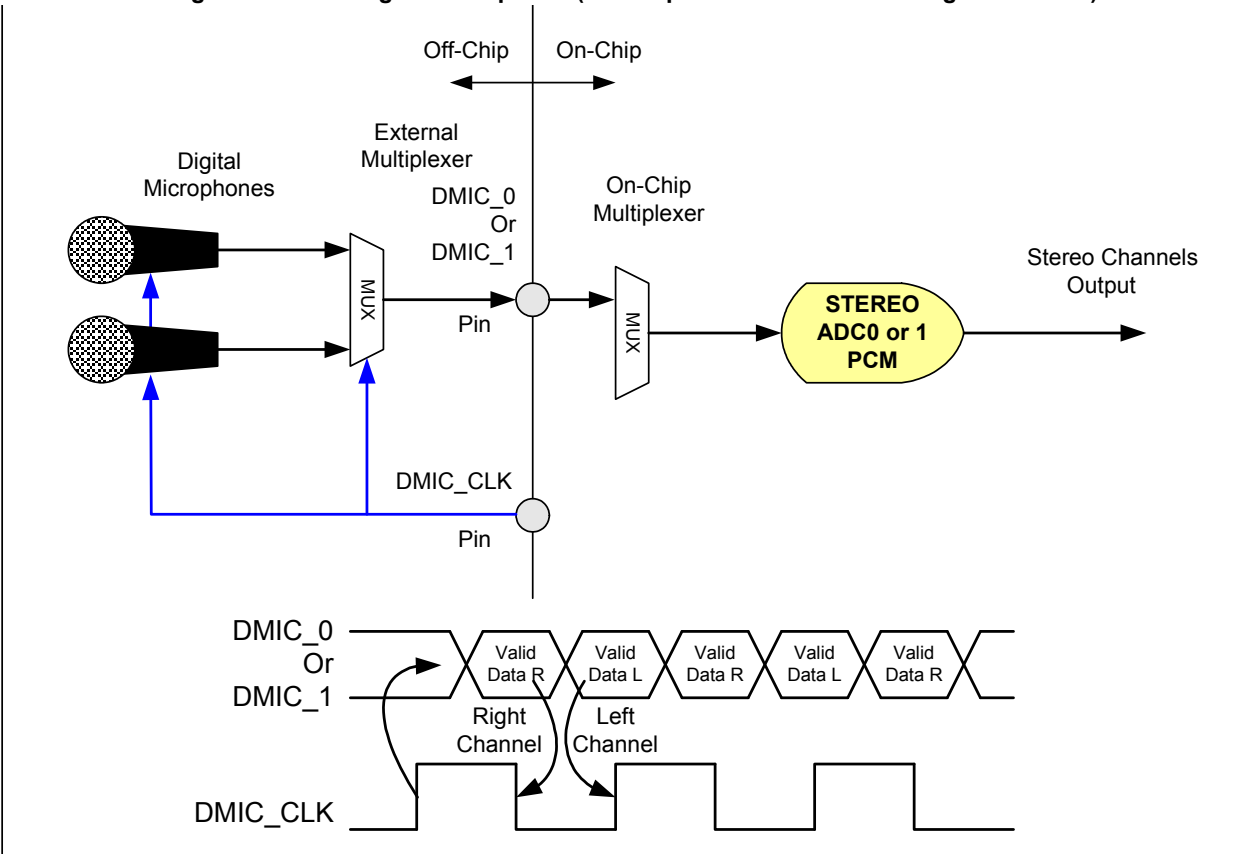 Off-Chip
On-Chip
External
Multiplexer
Digital
Microphones
DMIC_0
Or
DMIC_1
On-Chip
Multiplexer
MUX
Pin
MUX
STEREO
ADC0 or 1
PCM
Stereo Channels
Output
DMIC_CLK
Pin
DMIC_0
Or
DMIC_1
Valid
Data R
Valid
Data L
Valid
Data R
Valid
Data L
Valid
Data R
Right
Channel
Left
Channel
DMIC_CLK